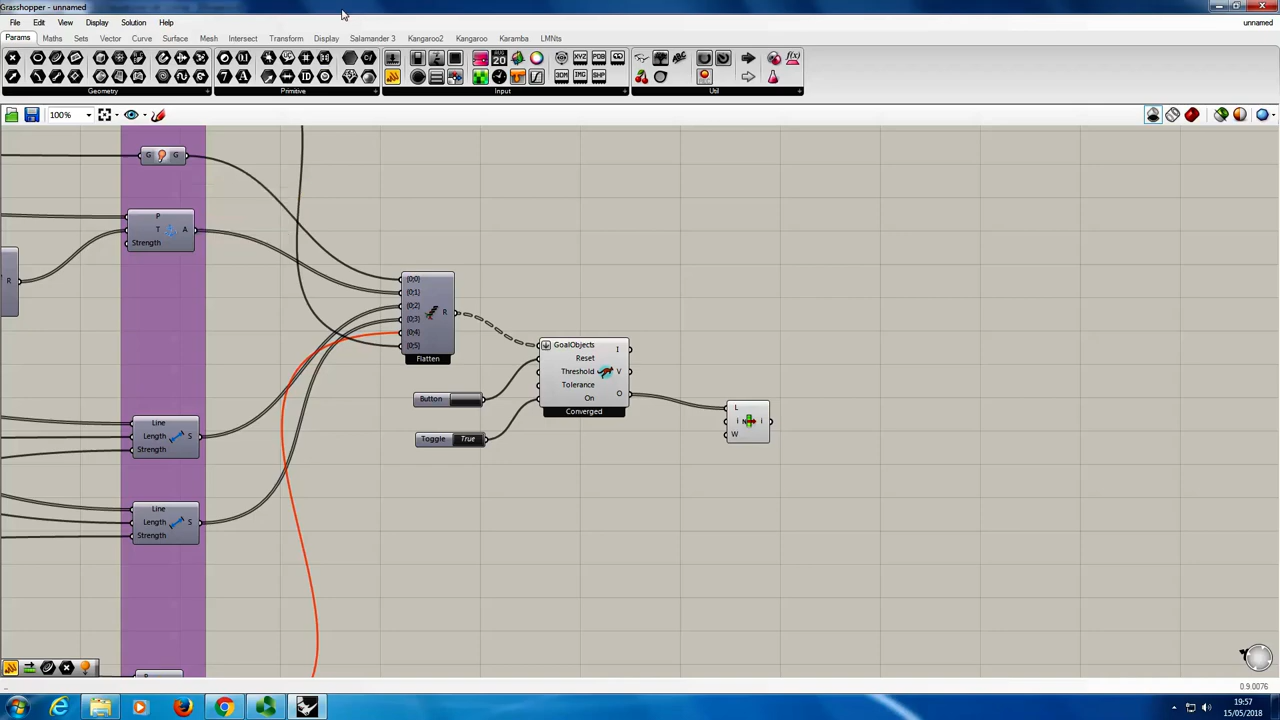 Grasshopper - unnamed
File Edit View Display Solution Help unnamed
Params Maths Sets Vector Curve Surface Mesh Intersect Transform Display Salamander 3 Kangaroo2 Kangaroo Karamba LMNts
Geometry Primitive Input Util
100%
G G
P
T A
Strength
R
{0;0}
{0;1}
{0;2}
{0;3} R
{0;4}
{0;5}
Flatten
GoalObjects I
Reset
Threshold V
Tolerance
On O
Converged
Button
Toggle True
L
I i
W
Line
Length S
Strength
Line
Length S
Strength
0.9.0076
19:57
15/05/2018